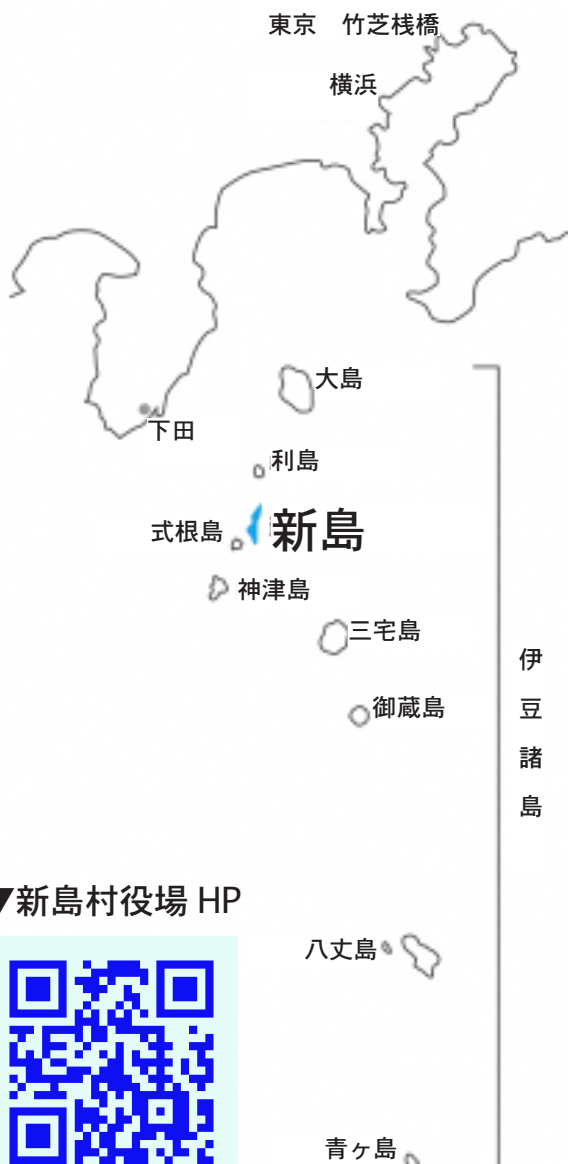 東京　竹芝桟橋
横浜
大島
下田
利島
式根島
新島
神津島
三宅島
伊豆諸島
御蔵島
▼新島村役場 HP
八丈島
青ヶ島